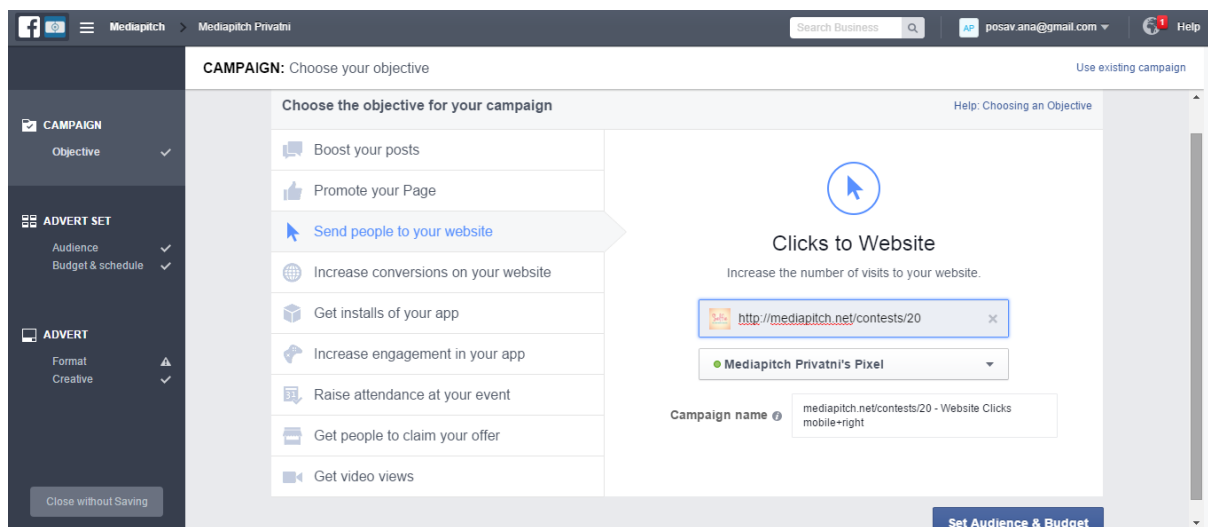 Mediapitch > Mediapitch Privatni
Search Business
AP posav.ana@gmail.com
1
Help
CAMPAIGN: Choose your objective
Use existing campaign
CAMPAIGN
Objective
ADVERT SET
Audience
Budget & schedule
ADVERT
Format
Creative
Close without Saving
Choose the objective for your campaign
Help: Choosing an Objective
Boost your posts
Promote your Page
Send people to your website
Increase conversions on your website
Get installs of your app
Increase engagement in your app
31
Raise attendance at your event
Get people to claim your offer
Get video views
Clicks to Website
Increase the number of visits to your website.
http://mediapitch.net/contests/20
Mediapitch Privatni's Pixel
Campaign name
mediapitch.net/contests/20 - Website Clicks
mobile+right
Set Audience & Budget